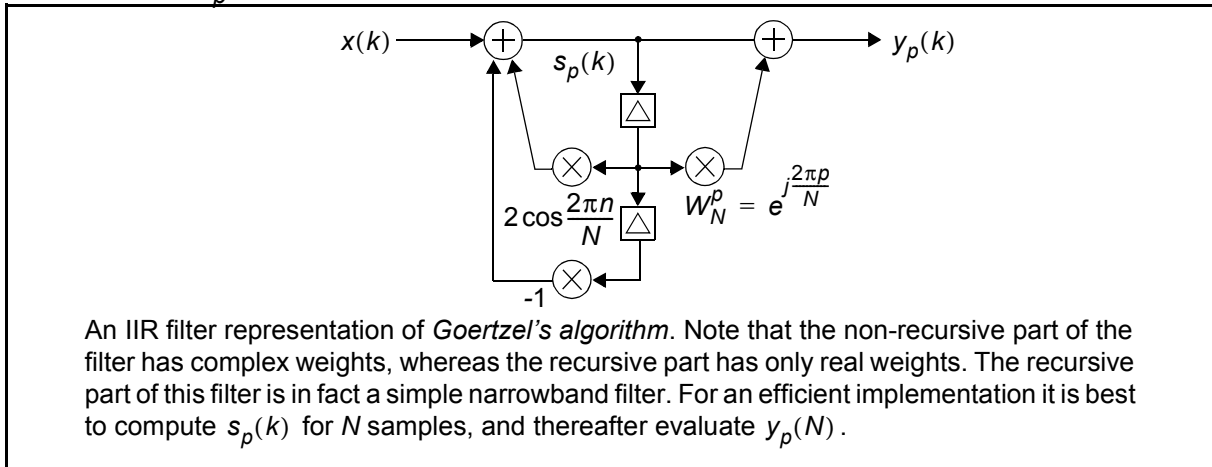 p
x(k)
+
+
y_p(k)
s_p(k)
△
×
×
2 cos 2πn/N
△
W_N^p = e^{j 2πp/N}
×
-1
An IIR filter representation of Goertzel's algorithm. Note that the non-recursive part of the
filter has complex weights, whereas the recursive part has only real weights. The recursive
part of this filter is in fact a simple narrowband filter. For an efficient implementation it is best
to compute s_p(k) for N samples, and thereafter evaluate y_p(N).